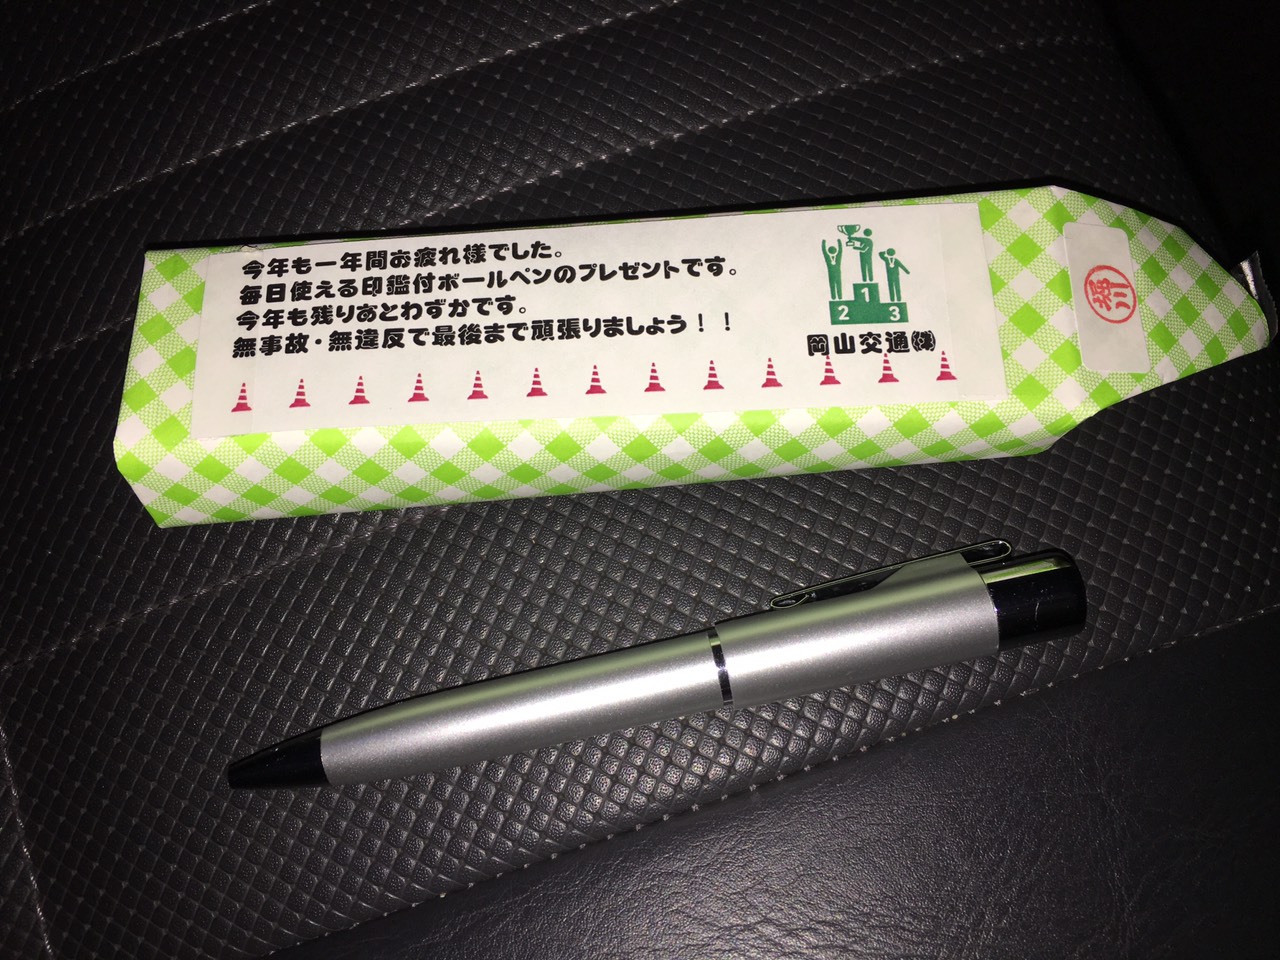 今年も一年間お疲れ様でした。
毎日使える印鑑付ボールペンのプレゼントです。
今年も残りあとわずかです。
無事故・無違反で最後まで頑張りましょう！！
1
2 3
岡山交通㈱
堀川